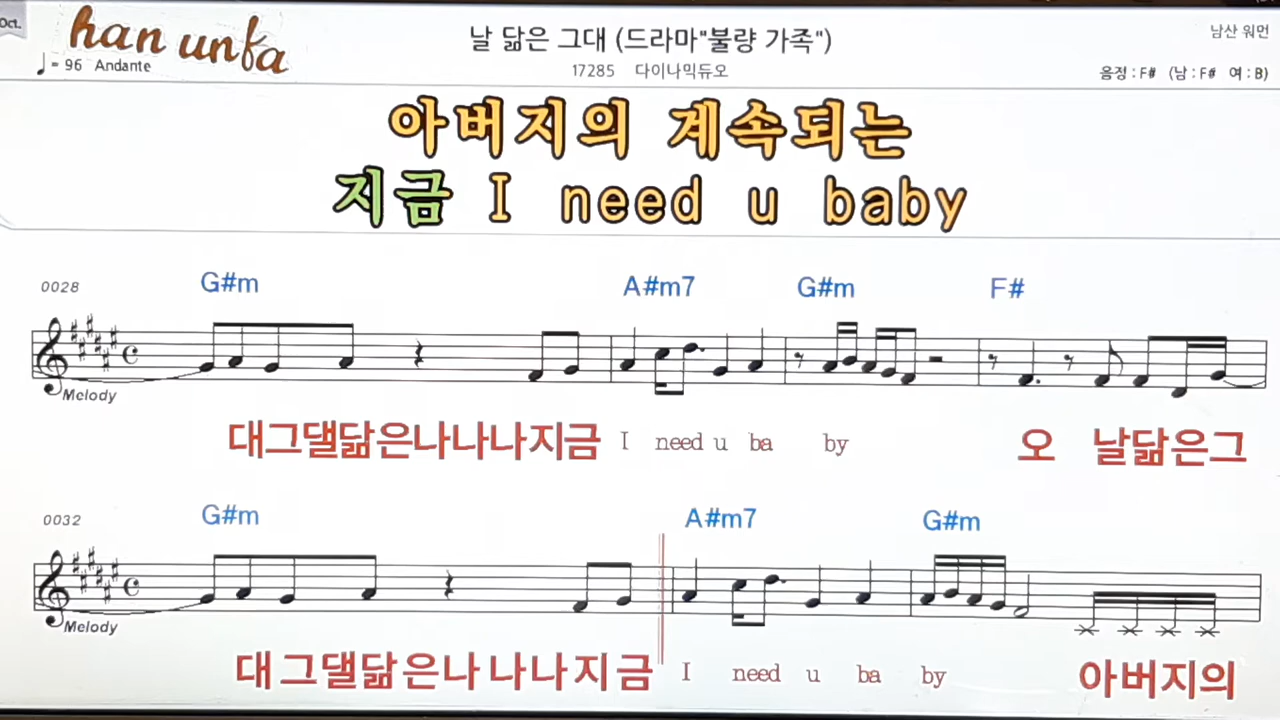 Oct.
han unfa
♩= 96 Andante
날 닮은 그대 (드라마"불량 가족")
17285 다이나믹듀오
남산 워먼
음정 : F# (남 : F# 여 : B)
아버지의 계속되는
지금 I need u baby
0028
G#m A#m7 G#m F#
Melody
대그댈닮은나나나지금 I need u ba by 오 날닮은그
0032
G#m A#m7 G#m
Melody
대그댈닮은나나나지금 I need u ba by 아버지의